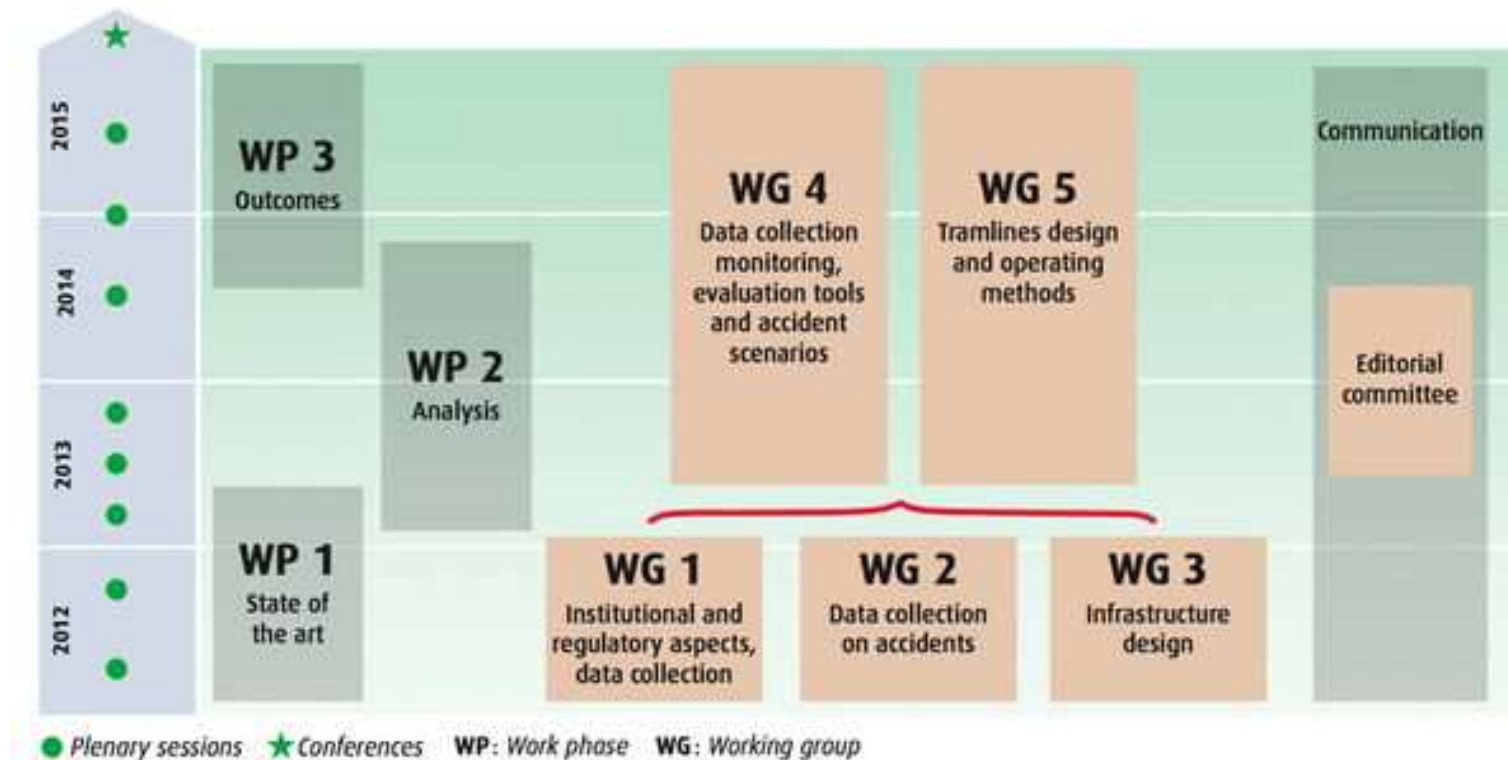 2015
2014
2013
2012
WP 3
Outcomes
WP 2
Analysis
WP 1
State of
the art
WG 4
Data collection
monitoring,
evaluation tools
and accident
scenarios
WG 5
Tramlines design
and operating
methods
WG 1
Institutional and
regulatory aspects,
data collection
WG 2
Data collection
on accidents
WG 3
Infrastructure
design
Communication
Editorial
committee
Plenary sessions Conferences WP: Work phase WG: Working group